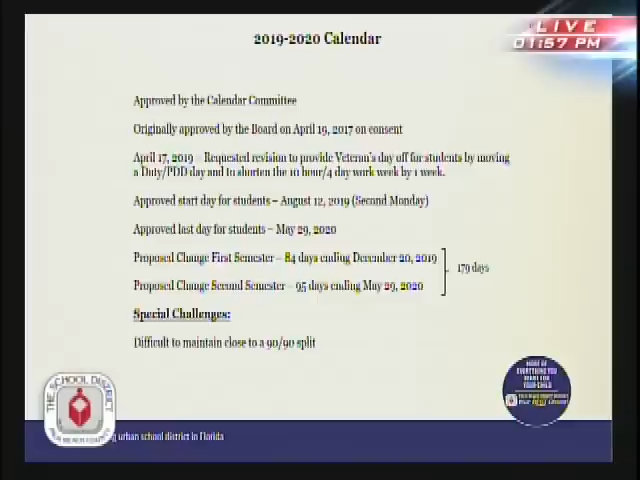 LIVE
01:57 PM
2019-2020 Calendar
Approved by the Calendar Committee
Originally approved by the Board on April 19, 2017 on consent
April 17, 2019 – Requested revision to provide Veteran's day off for students by moving
a Duty/PDD day and to shorten the 10 hour/4 day work week by 1 week.
Approved start day for students – August 12, 2019 (Second Monday)
Approved last day for students – May 29, 2020
Proposed Change First Semester – 84 days ending December 20, 2019
179 days
Proposed Change Second Semester – 95 days ending May 29, 2020
Special Challenges:
Difficult to maintain close to a 90/90 split
THE SCHOOL DISTRICT
YOUR CHILD
g urban school district in Florida